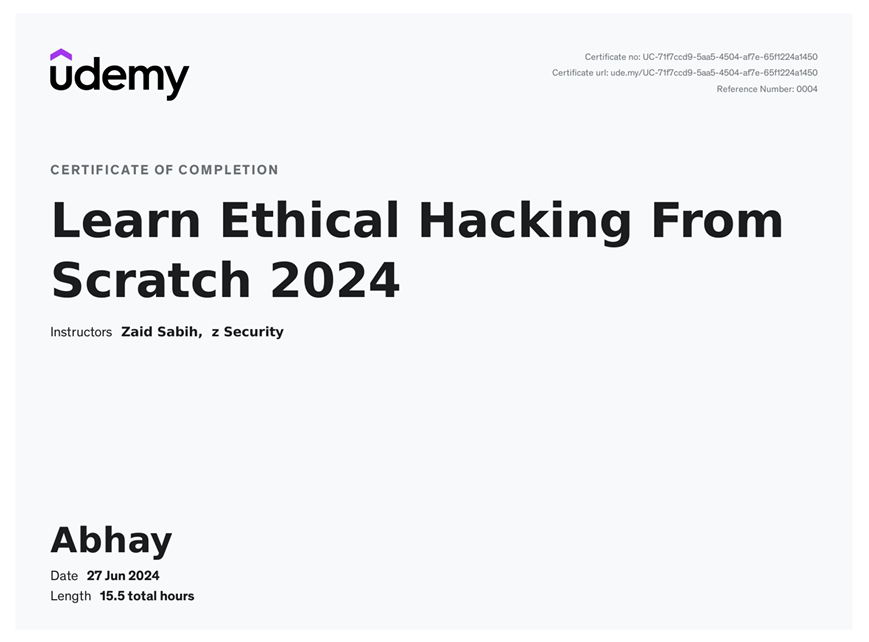 udemy
Certificate no: UC-71f7ccd9-5aa5-4504-af7e-65f1224a1450
Certificate url: ude.my/UC-71f7ccd9-5aa5-4504-af7e-65f1224a1450
Reference Number: 0004
CERTIFICATE OF COMPLETION
Learn Ethical Hacking From
Scratch 2024
Instructors Zaid Sabih, z Security
Abhay
Date 27 Jun 2024
Length 15.5 total hours